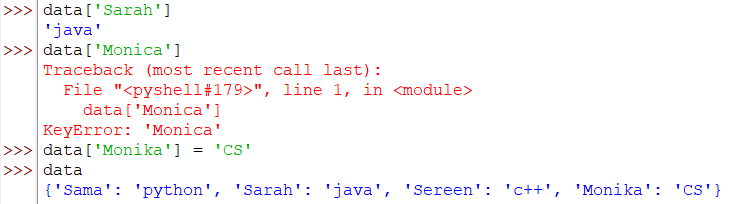 >>> data['Sarah']
'java'
>>> data['Monica']
Traceback (most recent call last):
  File "<pyshell#179>", line 1, in <module>
    data['Monica']
KeyError: 'Monica'
>>> data['Monika'] = 'CS'
>>> data
{'Sama': 'python', 'Sarah': 'java', 'Sereen': 'c++', 'Monika': 'CS'}